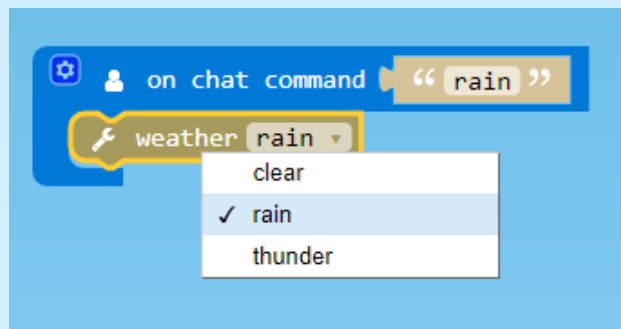 on chat command “ rain ”
weather rain
clear
✓ rain
thunder